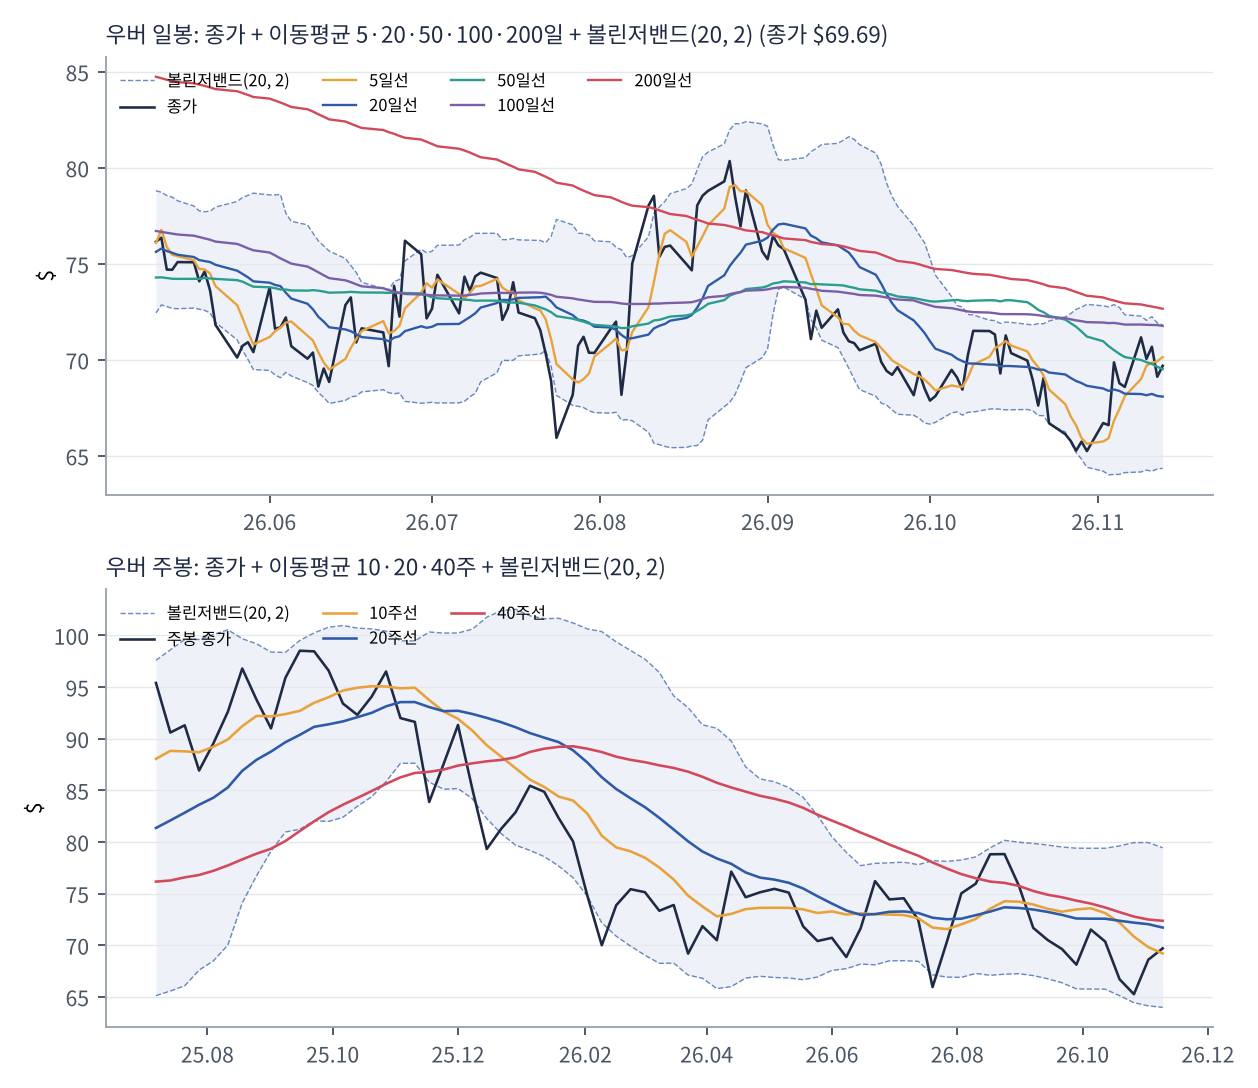 우버 일봉: 종가 + 이동평균 5·20·50·100·200일 + 볼린저밴드(20, 2) (종가 $69.69)
볼린저밴드(20, 2) 5일선 50일선 200일선
종가 20일선 100일선
85
80
75
70
65
$
26.06 26.07 26.08 26.09 26.10 26.11
우버 주봉: 종가 + 이동평균 10·20·40주 + 볼린저밴드(20, 2)
볼린저밴드(20, 2) 10주선 40주선
주봉 종가 20주선
100
95
90
85
80
75
70
65
$
25.08 25.10 25.12 26.02 26.04 26.06 26.08 26.10 26.12